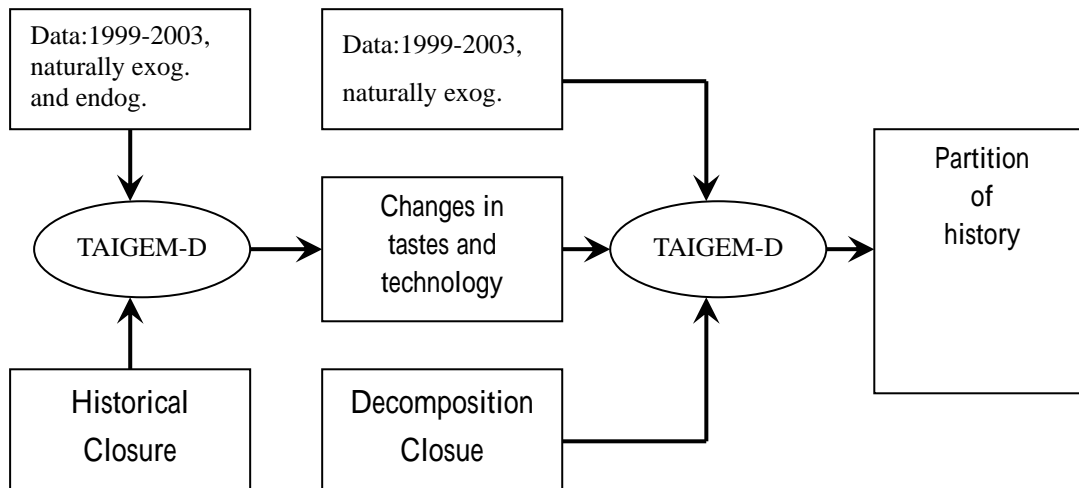 Data:1999-2003,
naturally exog.
and endog.
Data:1999-2003,
naturally exog.
TAIGEM-D
Changes in
tastes and
technology
TAIGEM-D
Partition
of
history
Historical
Closure
Decomposition
Closue